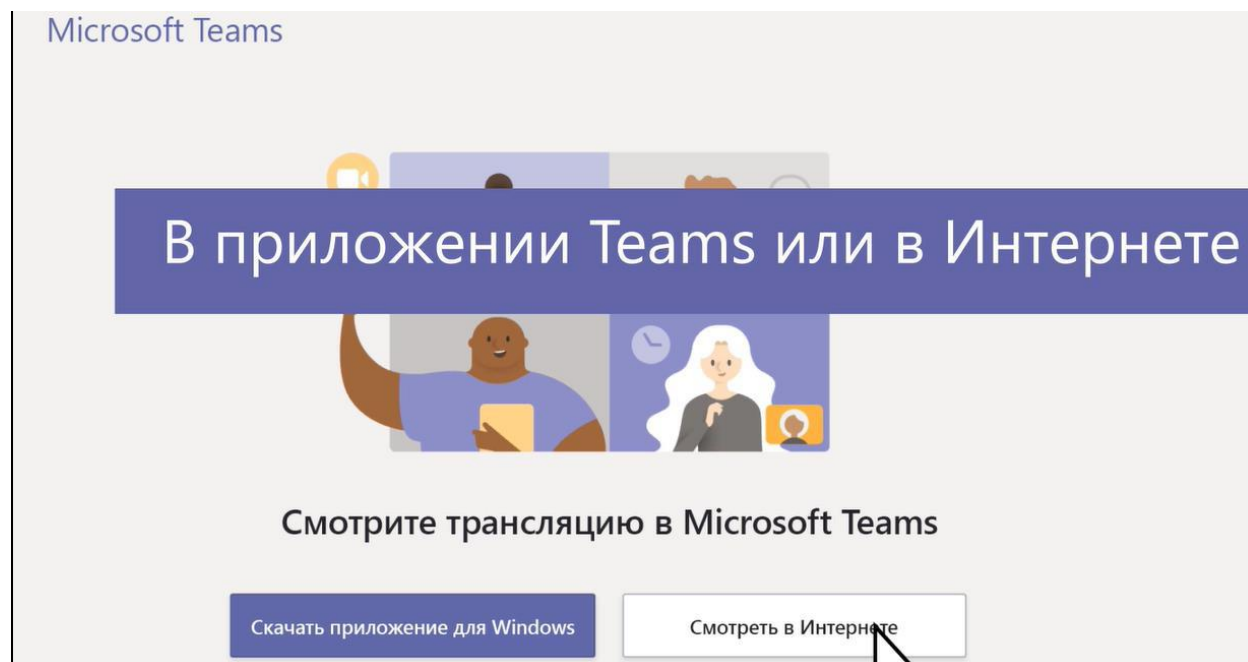 Microsoft Teams
В приложении Teams или в Интернете
Смотрите трансляцию в Microsoft Teams
Скачать приложение для Windows
Смотреть в Интернете